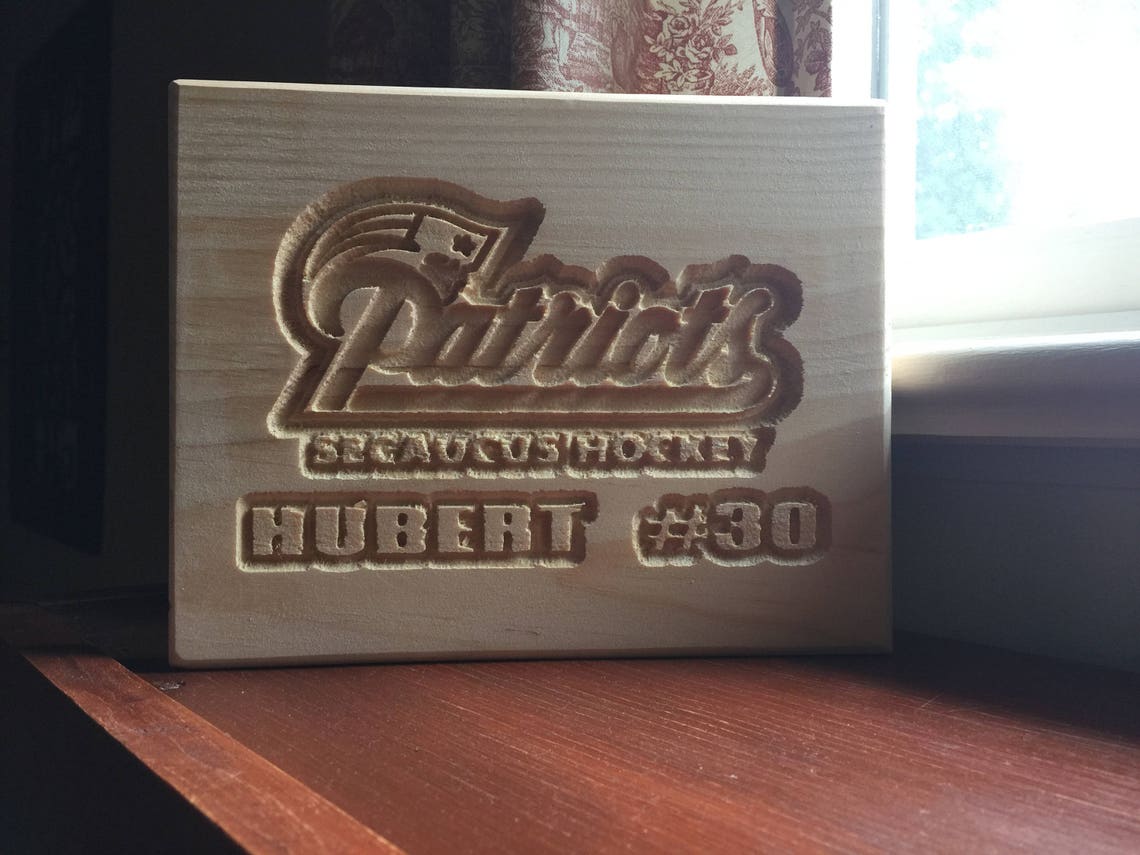 Patriots
SECAUCUS HOCKEY
HUBERT #30